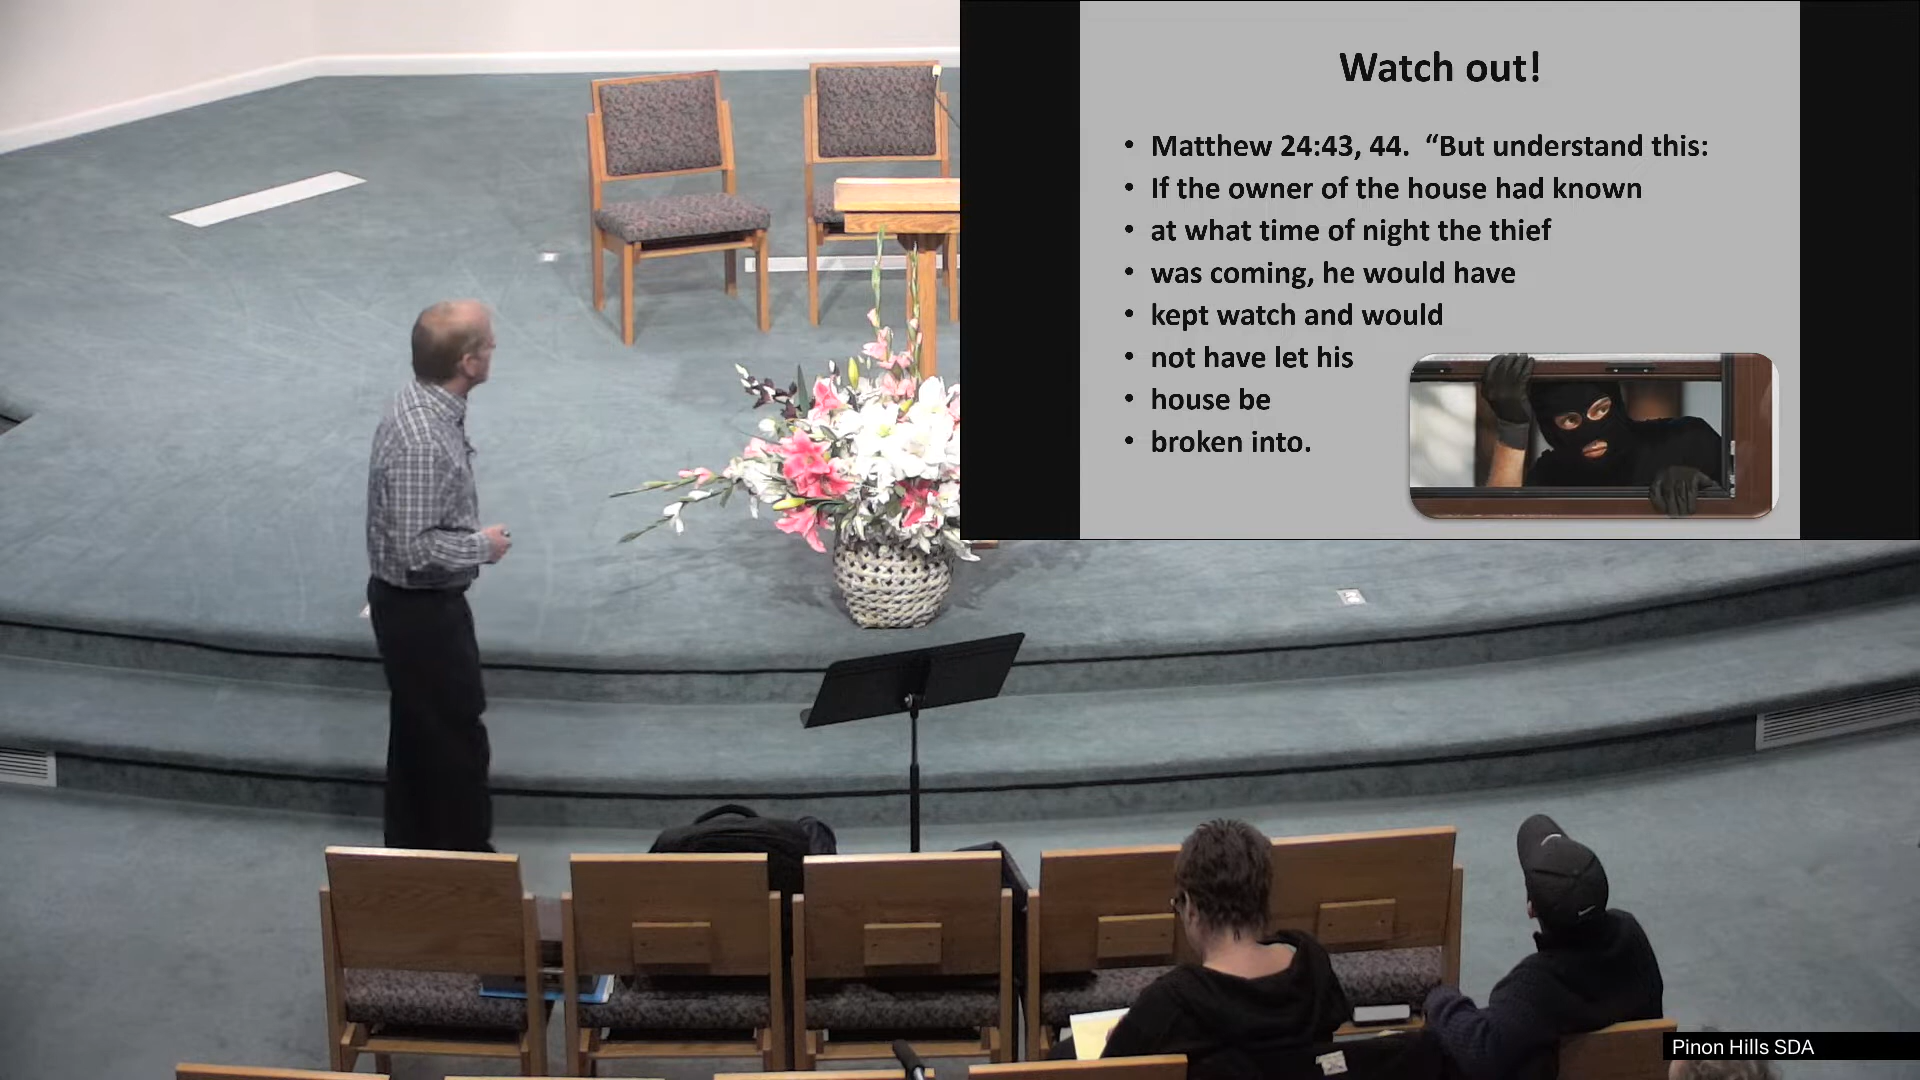 Watch out!
• Matthew 24:43, 44.  “But understand this:
• If the owner of the house had known
• at what time of night the thief
• was coming, he would have
• kept watch and would
• not have let his
• house be
• broken into.
Pinon Hills SDA